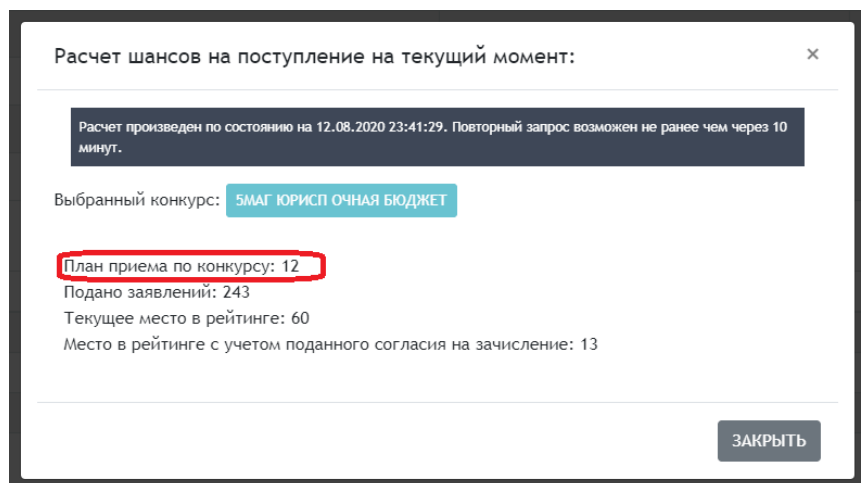 Расчет шансов на поступление на текущий момент:
×
Расчет произведен по состоянию на 12.08.2020 23:41:29. Повторный запрос возможен не ранее чем через 10
минут.
Выбранный конкурс: 5МАГ ЮРИСП ОЧНАЯ БЮДЖЕТ
План приема по конкурсу: 12
Подано заявлений: 243
Текущее место в рейтинге: 60
Место в рейтинге с учетом поданного согласия на зачисление: 13
ЗАКРЫТЬ